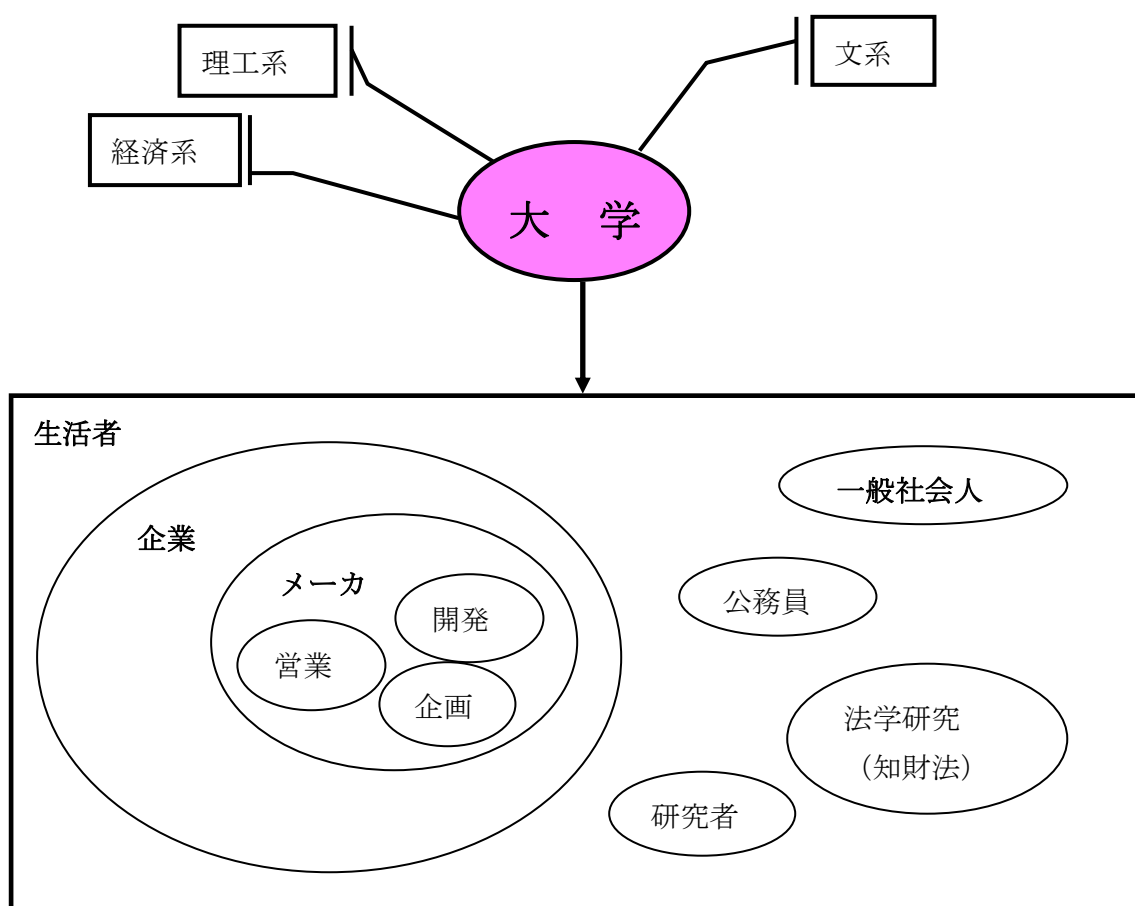 理工系
文系
経済系
大　学
生活者
一般社会人
企業
メーカ
開発
公務員
営業
企画
法学研究
（知財法）
研究者